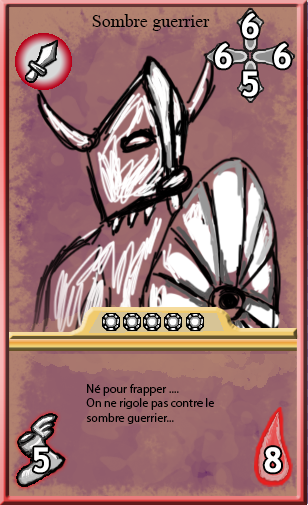 Sombre guerrier
6
6 6
5
Né pour frapper ....
On ne rigole pas contre le
sombre guerrier...
5
8